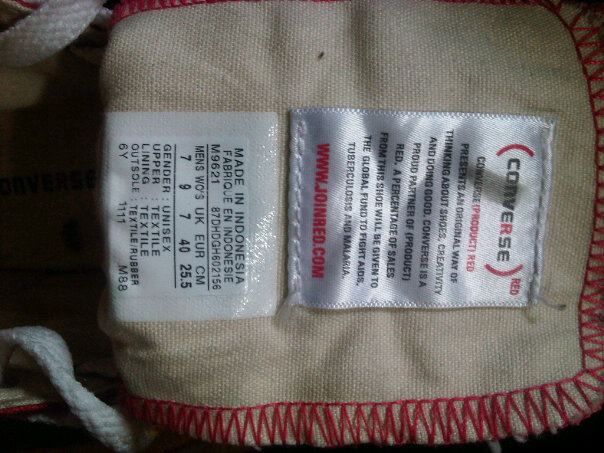 (CONVERSE) RED
CONVERSE (PRODUCT) RED
PRESENTS AN ORIGINAL WAY OF
THINKING ABOUT SHOES, CREATIVITY
AND DOING GOOD. CONVERSE IS A
PROUD PARTNER OF (PRODUCT)
RED. A PERCENTAGE OF SALES
FROM THIS SHOE WILL BE GIVEN TO
THE GLOBAL FUND TO FIGHT AIDS,
TUBERCULOSIS AND MALARIA.
WWW.JOINRED.COM
MADE IN INDONESIA
FABRIQUE EN INDONESIE
M9621 87DHDGH602156
MENS WO'S UK EUR CM
7 9 7 40 25.5
GENDER : UNISEX
UPPER : TEXTILE
LINING : TEXTILE
OUTSOLE : TEXTILE/RUBBER
6Y 1111 M88
CONVERSE